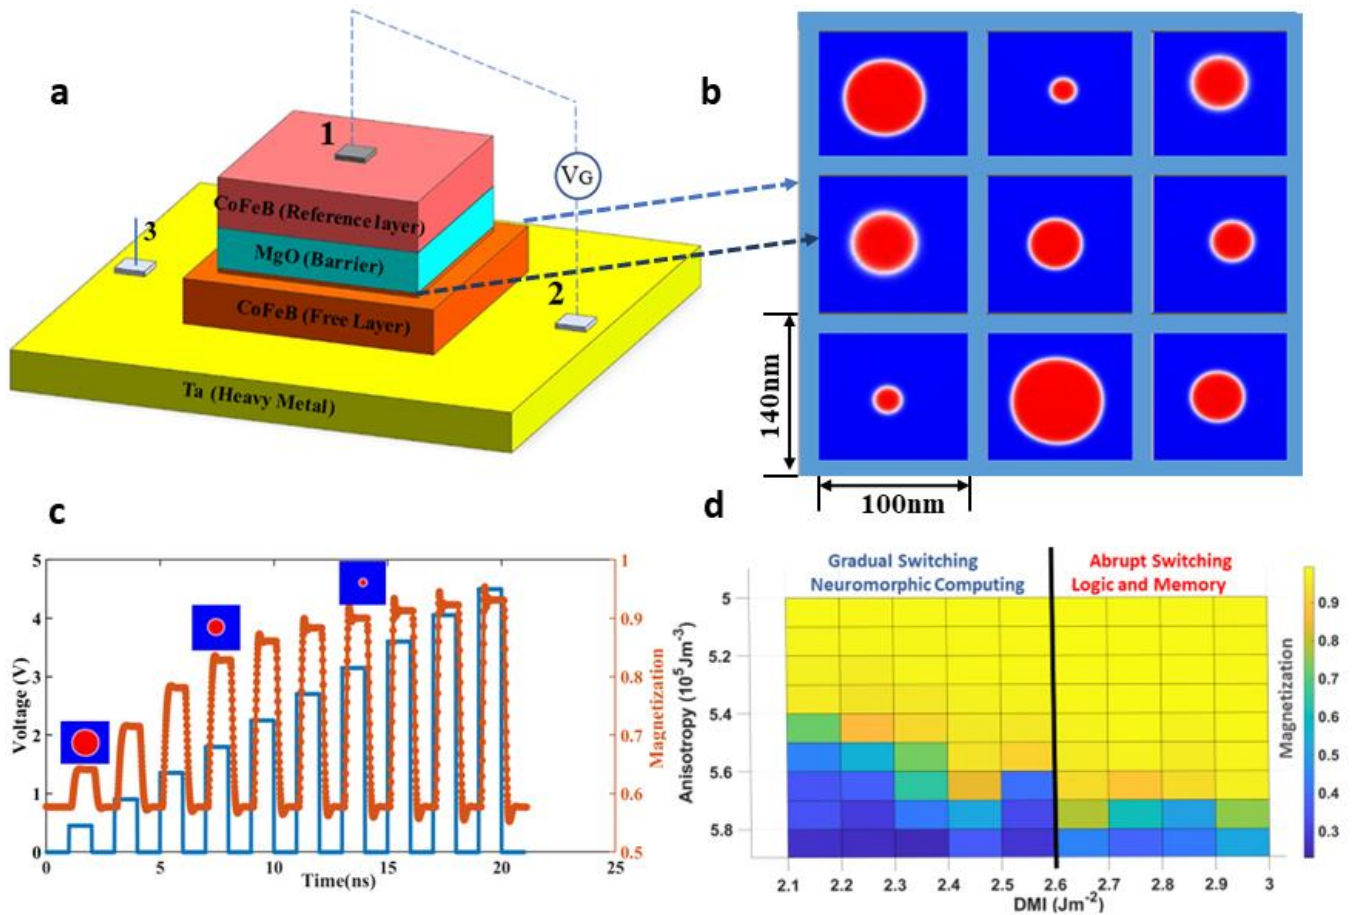 a
1
VG
CoFeB (Reference layer)
3
MgO (Barrier)
2
CoFeB (Free Layer)
Ta (Heavy Metal)
b
140nm
100nm
c
5
4
3
2
1
0
Voltage (V)
1
0.9
0.8
0.7
0.6
0.5
Magnetization
0
5
10
15
20
25
Time(ns)
d
Gradual Switching
Neuromorphic Computing
Abrupt Switching
Logic and Memory
5
5.2
5.4
5.6
5.8
Anisotropy (10⁵ Jm⁻³)
2.1
2.2
2.3
2.4
2.5
2.6
2.7
2.8
2.9
3
DMI (Jm⁻²)
Magnetization
0.9
0.8
0.7
0.6
0.5
0.4
0.3